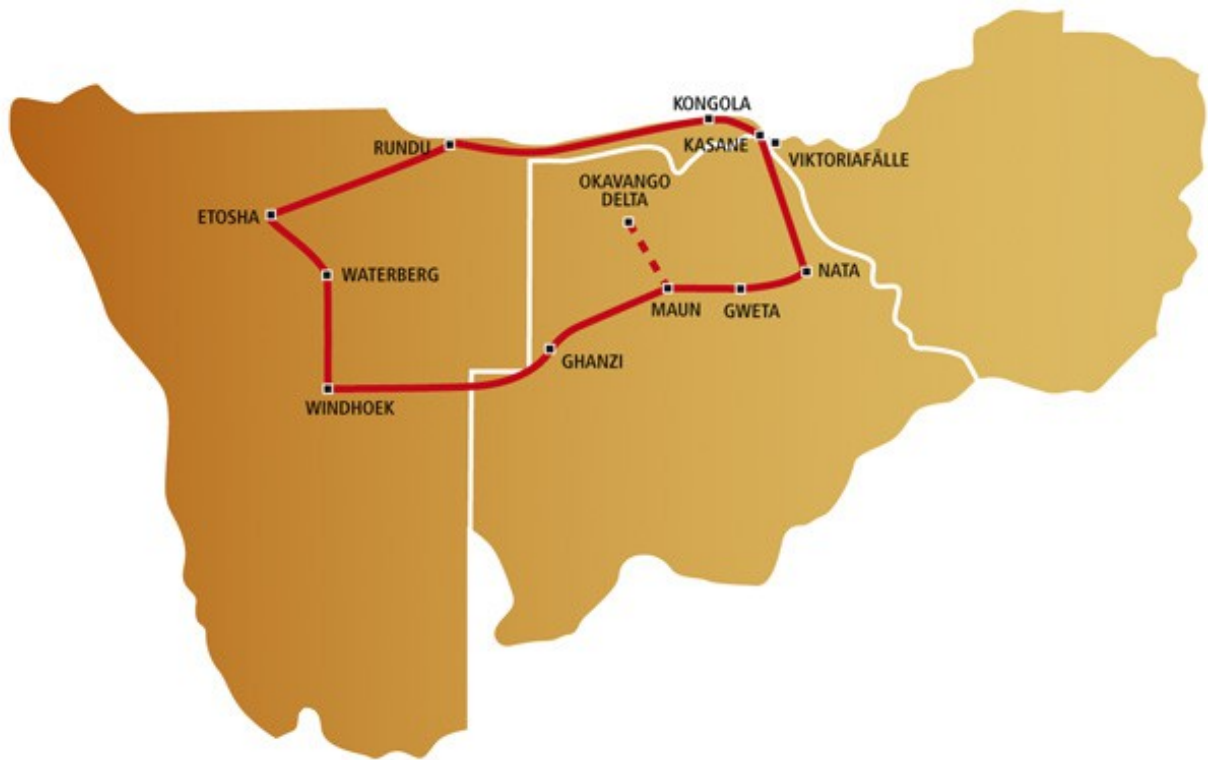 KONGOLA
RUNDU
KASANE
VIKTORIAFÄLLE
OKAVANGO
DELTA
ETOSHA
WATERBERG
NATA
MAUN
GWETA
GHANZI
WINDHOEK